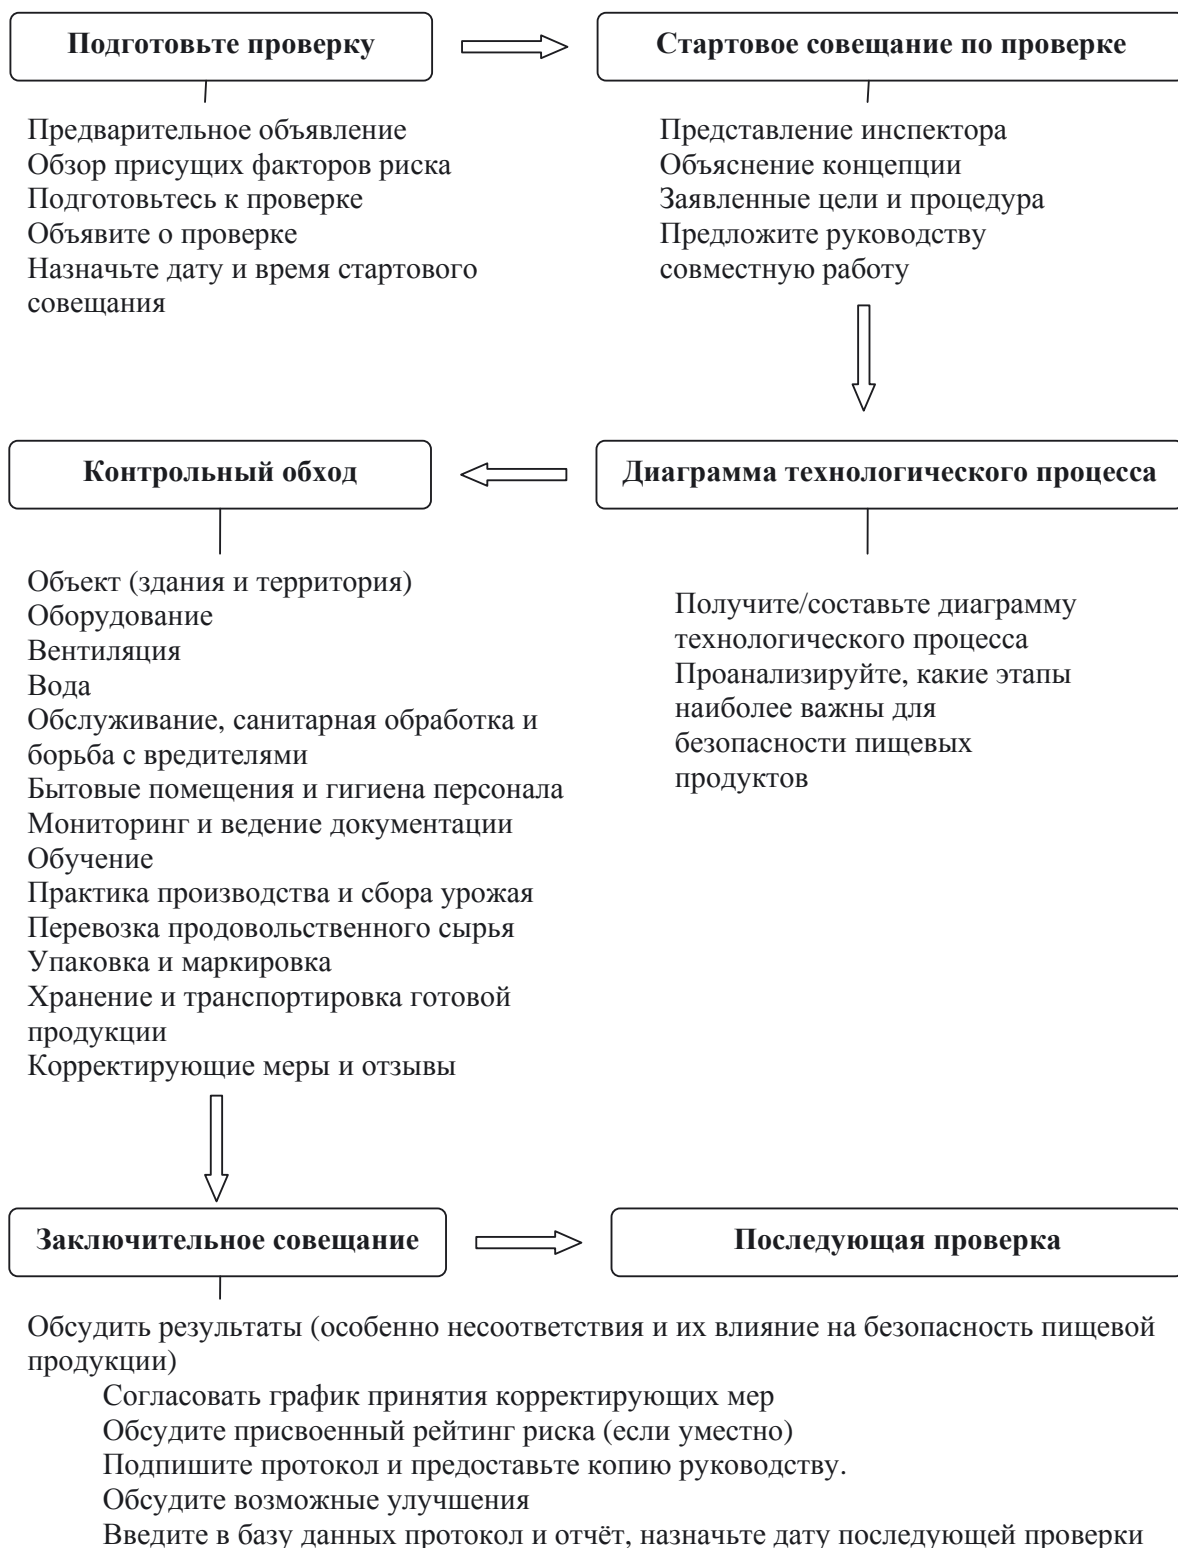 Подготовьте проверку
Стартовое совещание по проверке
Предварительное объявление
Обзор присущих факторов риска
Подготовьтесь к проверке
Объявите о проверке
Назначьте дату и время стартового
совещания
Представление инспектора
Объяснение концепции
Заявленные цели и процедура
Предложите руководству
совместную работу
Диаграмма технологического процесса
Получите/составьте диаграмму
технологического процесса
Проанализируйте, какие этапы
наиболее важны для
безопасности пищевых
продуктов
Контрольный обход
Объект (здания и территория)
Оборудование
Вентиляция
Вода
Обслуживание, санитарная обработка и
борьба с вредителями
Бытовые помещения и гигиена персонала
Мониторинг и ведение документации
Обучение
Практика производства и сбора урожая
Перевозка продовольственного сырья
Упаковка и маркировка
Хранение и транспортировка готовой
продукции
Корректирующие меры и отзывы
Заключительное совещание
Последующая проверка
Обсудить результаты (особенно несоответствия и их влияние на безопасность пищевой
продукции)
Согласовать график принятия корректирующих мер
Обсудите присвоенный рейтинг риска (если уместно)
Подпишите протокол и предоставьте копию руководству.
Обсудите возможные улучшения
Введите в базу данных протокол и отчёт, назначьте дату последующей проверки